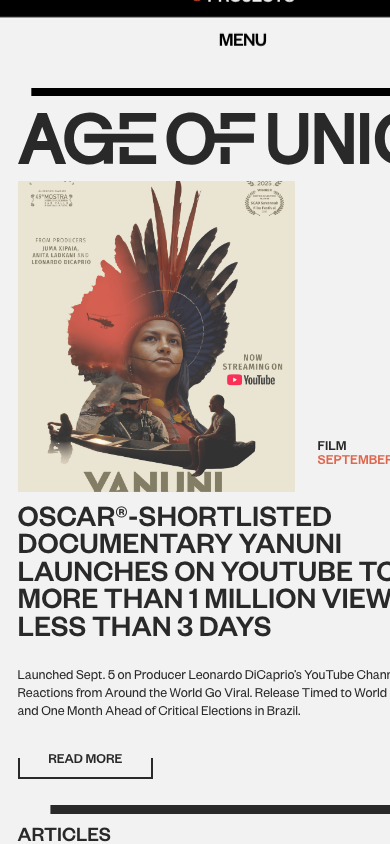 MENU
AGE OF UNIO
2025
FROM PRODUCERS
JUMA XIPAIA,
ANITA LABKANI AND
LEONARDO DICAPRIO
NOW
STREAMING ON
YouTube
YANUNI
FILM
SEPTEMBER
OSCAR®-SHORTLISTED
DOCUMENTARY YANUNI
LAUNCHES ON YOUTUBE TO
MORE THAN 1 MILLION VIEW
LESS THAN 3 DAYS
Launched Sept. 5 on Producer Leonardo DiCaprio's YouTube Chann
Reactions from Around the World Go Viral. Release Timed to World
and One Month Ahead of Critical Elections in Brazil.
READ MORE
ARTICLES